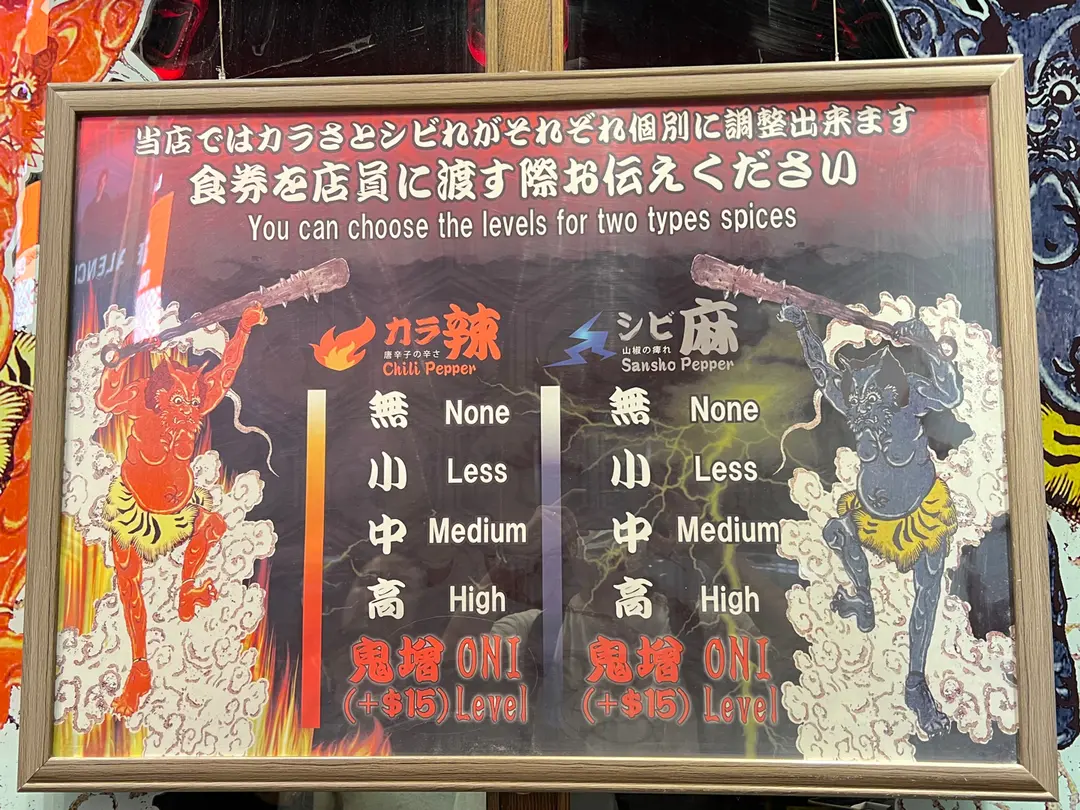 当店ではカラさとシビれがそれぞれ個別に調整出来ます
食券を店員に渡す際お伝えください
You can choose the levels for two types spices
カラ辣
唐辛子の辛さ
Chili Pepper
無 None
小 Less
中 Medium
高 High
鬼増 ONI
(+$15) Level
シビ麻
山椒の痺れ
Sansho Pepper
無 None
小 Less
中 Medium
高 High
鬼増 ONI
(+$15) Level